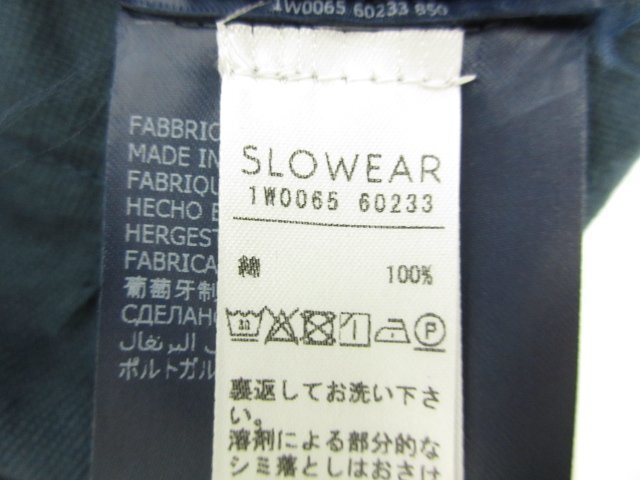 1W0065 60233 850
FABBRIC
MADE IN
FABRIQU
HECHO E
HERGEST
FABRICA
葡萄牙制
СДЕЛАНО
البرتغال
ポルトガル
SLOWEAR
1W0065 60233
綿 100%
30
P
裏返してお洗い下さ
い。
溶剤による部分的な
シミ落としはおさけ